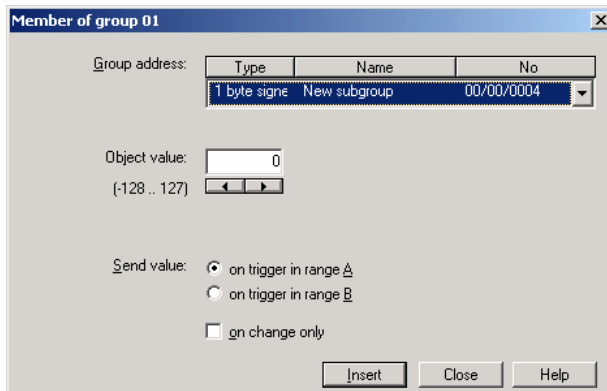 Member of group 01
Group address: Type Name No
1 byte signe New subgroup 00/00/0004
Object value: 0
(-128 .. 127)
Send value: on trigger in range A
on trigger in range B
on change only
Insert Close Help